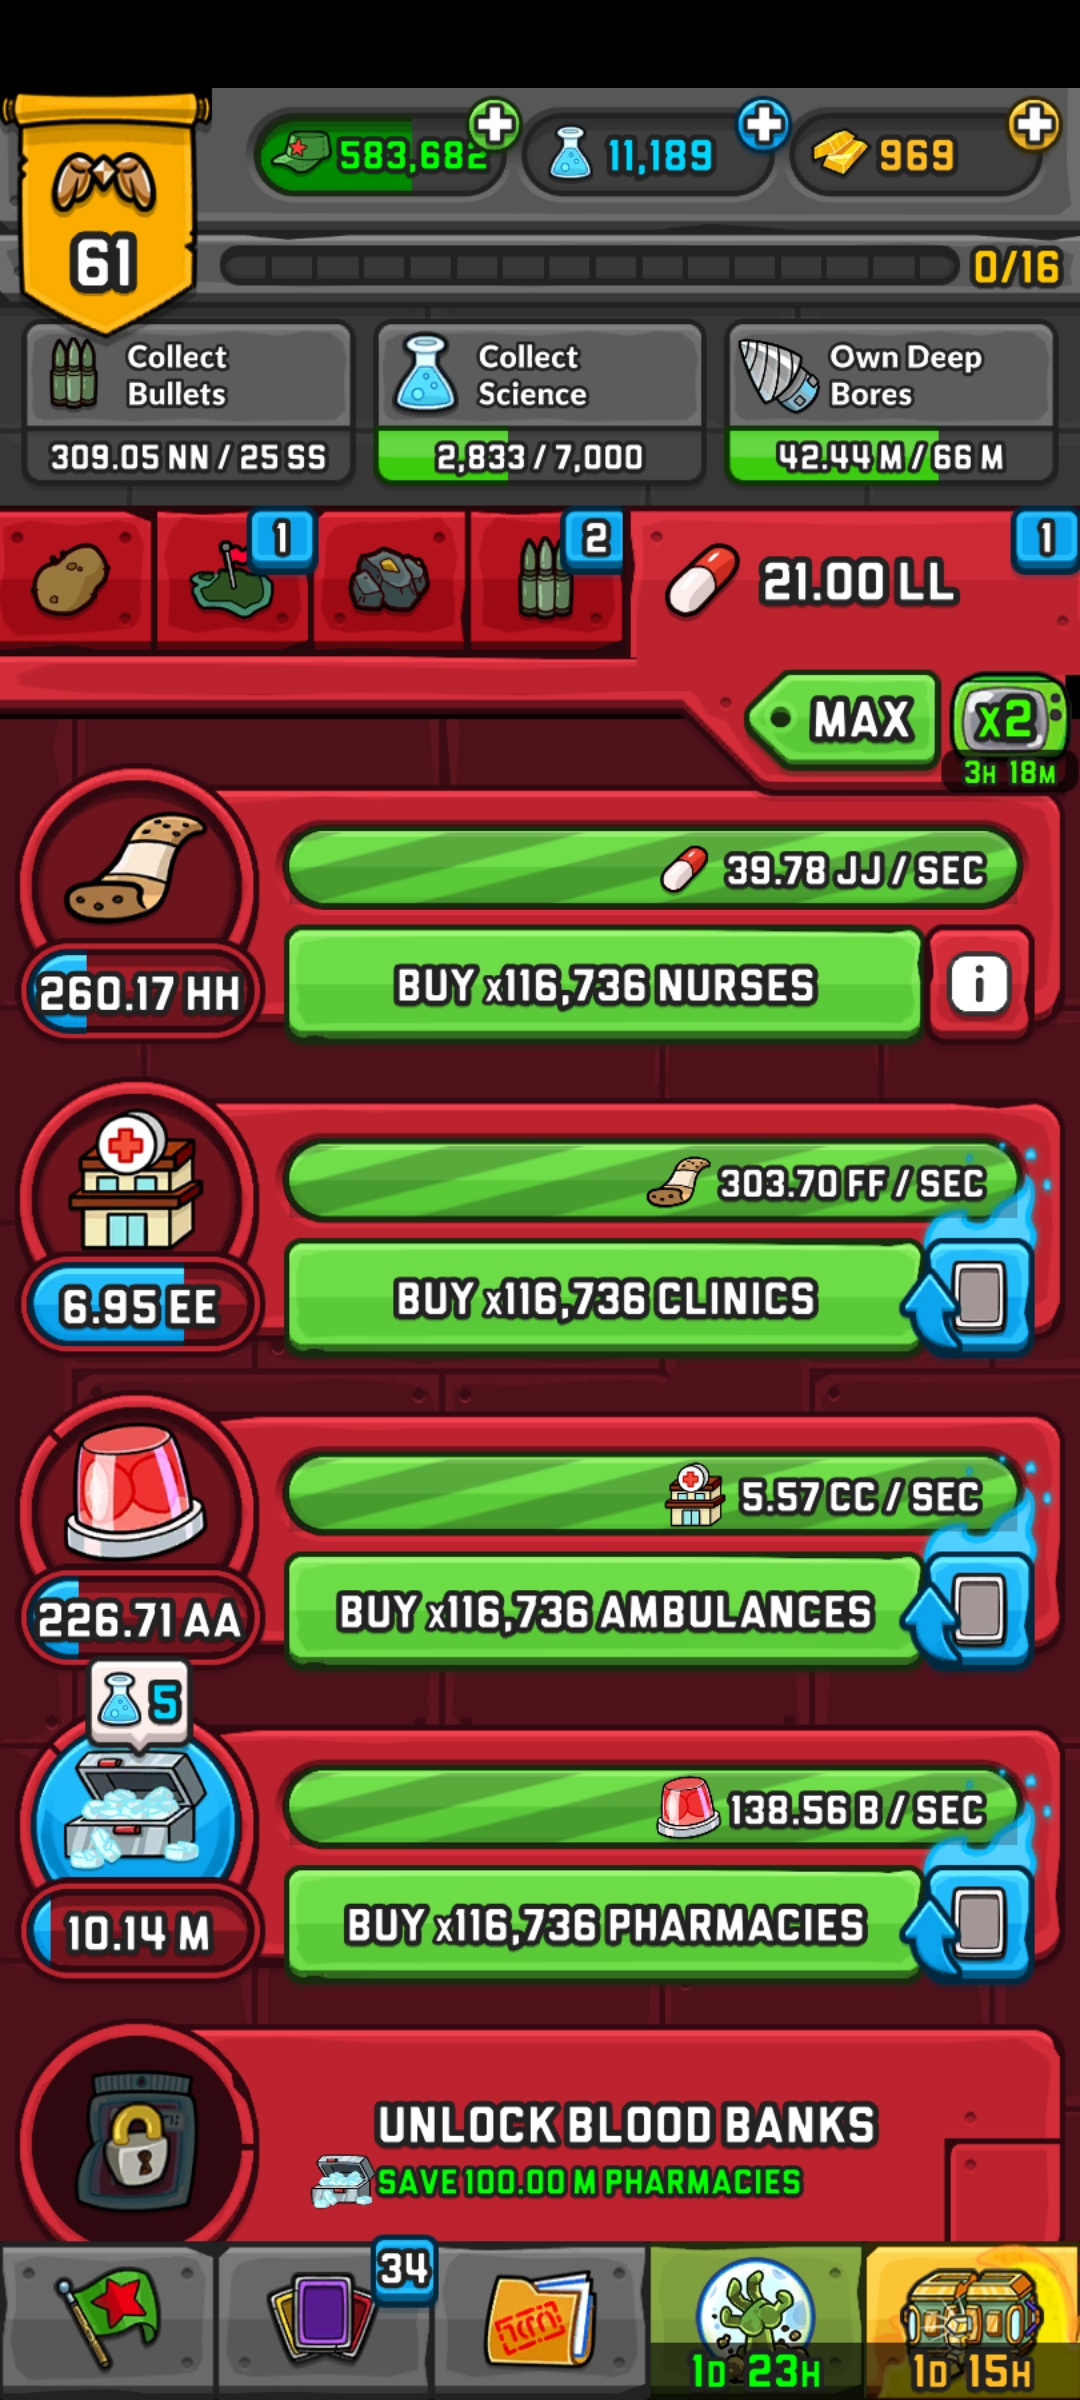 583,682
11,189
969
61
0/16
Collect
Bullets
309.05 NN / 25 SS
Collect
Science
2,833 / 7,000
Own Deep
Bores
42.44 M / 66 M
1
2
21.00 LL
1
MAX
x2
3H 18M
39.78 JJ / SEC
260.17 HH
BUY x116,736 NURSES
i
303.70 FF / SEC
6.95 EE
BUY x116,736 CLINICS
5.57 CC / SEC
226.71 AA
BUY x116,736 AMBULANCES
5
138.56 B / SEC
10.14 M
BUY x116,736 PHARMACIES
UNLOCK BLOOD BANKS
SAVE 100.00 M PHARMACIES
34
1D 23H
1D 15H